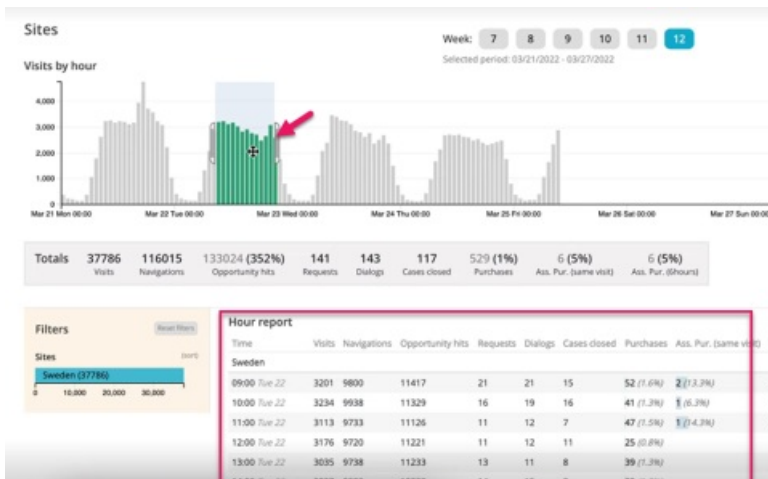 Sites
Week: 7 8 9 10 11 12
Selected period: 03/21/2022 - 03/27/2022
Visits by hour
4,000
3,000
2,000
1,000
0
Mar 21 Mon 00:00 Mar 22 Tue 00:00 Mar 23 Wed 00:00 Mar 24 Thu 00:00 Mar 25 Fri 00:00 Mar 26 Sat 00:00 Mar 27 Sun 00:00
Totals 37786 116015 133024 (352%) 141 143 117 529 (1%) 6 (5%) 6 (5%)
Visits Navigations Opportunity hits Requests Dialogs Cases closed Purchases Ass. Pur. (same visit) Ass. Pur. (6hours)
Filters Reset filters
Sites (sort)
Sweden (37786)
0 10,000 20,000 30,000
Hour report
Time Visits Navigations Opportunity hits Requests Dialogs Cases closed Purchases Ass. Pur. (same visit)
Sweden
09:00 Tue 22 3201 9800 11417 21 21 15 52 (1.6%) 2 (13.3%)
10:00 Tue 22 3234 9938 11329 16 19 16 41 (1.3%) 1 (6.3%)
11:00 Tue 22 3113 9733 11126 11 12 7 47 (1.5%) 1 (14.3%)
12:00 Tue 22 3176 9720 11221 11 12 11 25 (0.8%)
13:00 Tue 22 3035 9738 11233 13 11 8 39 (1.3%)